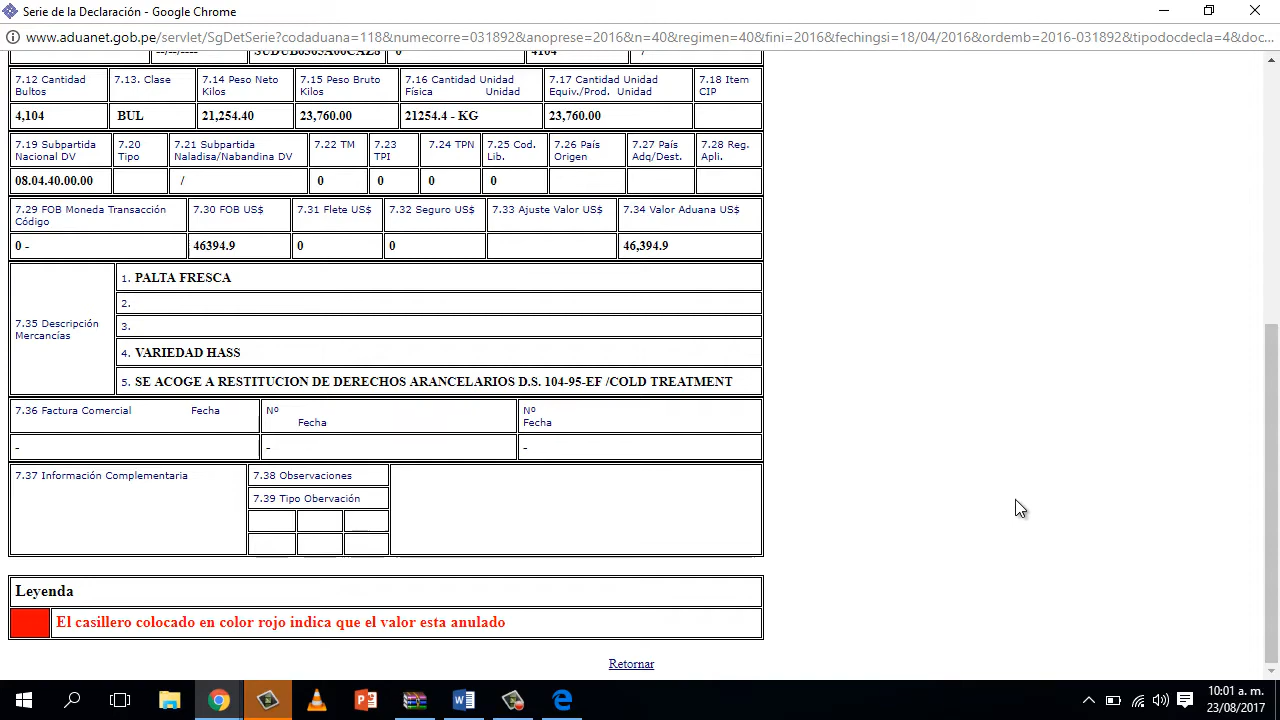 Serie de la Declaración - Google Chrome
www.aduanet.gob.pe/servlet/SgDetSerie?codaduana=118&numecorre=031892&anoprese=2016&n=40&regimen=40&fini=2016&fechingsi=18/04/2016&ordemb=2016-031892&tipodocdecla=4&doc...
7.12 Cantidad Bultos 7.13. Clase 7.14 Peso Neto Kilos 7.15 Peso Bruto Kilos 7.16 Cantidad Unidad Física Unidad 7.17 Cantidad Unidad Equiv./Prod. Unidad 7.18 Item CIP
4,104 BUL 21,254.40 23,760.00 21254.4 - KG 23,760.00
7.19 Subpartida Nacional DV 7.20 Tipo 7.21 Subpartida Naladisa/Nabandina DV 7.22 TM 7.23 TPI 7.24 TPN 7.25 Cod. Lib. 7.26 País Origen 7.27 País Adq/Dest. 7.28 Reg. Apli.
08.04.40.00.00 / 0 0 0 0
7.29 FOB Moneda Transacción Código 7.30 FOB US$ 7.31 Flete US$ 7.32 Seguro US$ 7.33 Ajuste Valor US$ 7.34 Valor Aduana US$
0 - 46394.9 0 0 46,394.9
7.35 Descripción Mercancías
1. PALTA FRESCA
2.
3.
4. VARIEDAD HASS
5. SE ACOGE A RESTITUCION DE DERECHOS ARANCELARIOS D.S. 104-95-EF /COLD TREATMENT
7.36 Factura Comercial Fecha Nº Fecha Nº Fecha
- - -
7.37 Información Complementaria 7.38 Observaciones
7.39 Tipo Obervación
Leyenda
El casillero colocado en color rojo indica que el valor esta anulado
Retornar
10:01 a. m.
23/08/2017